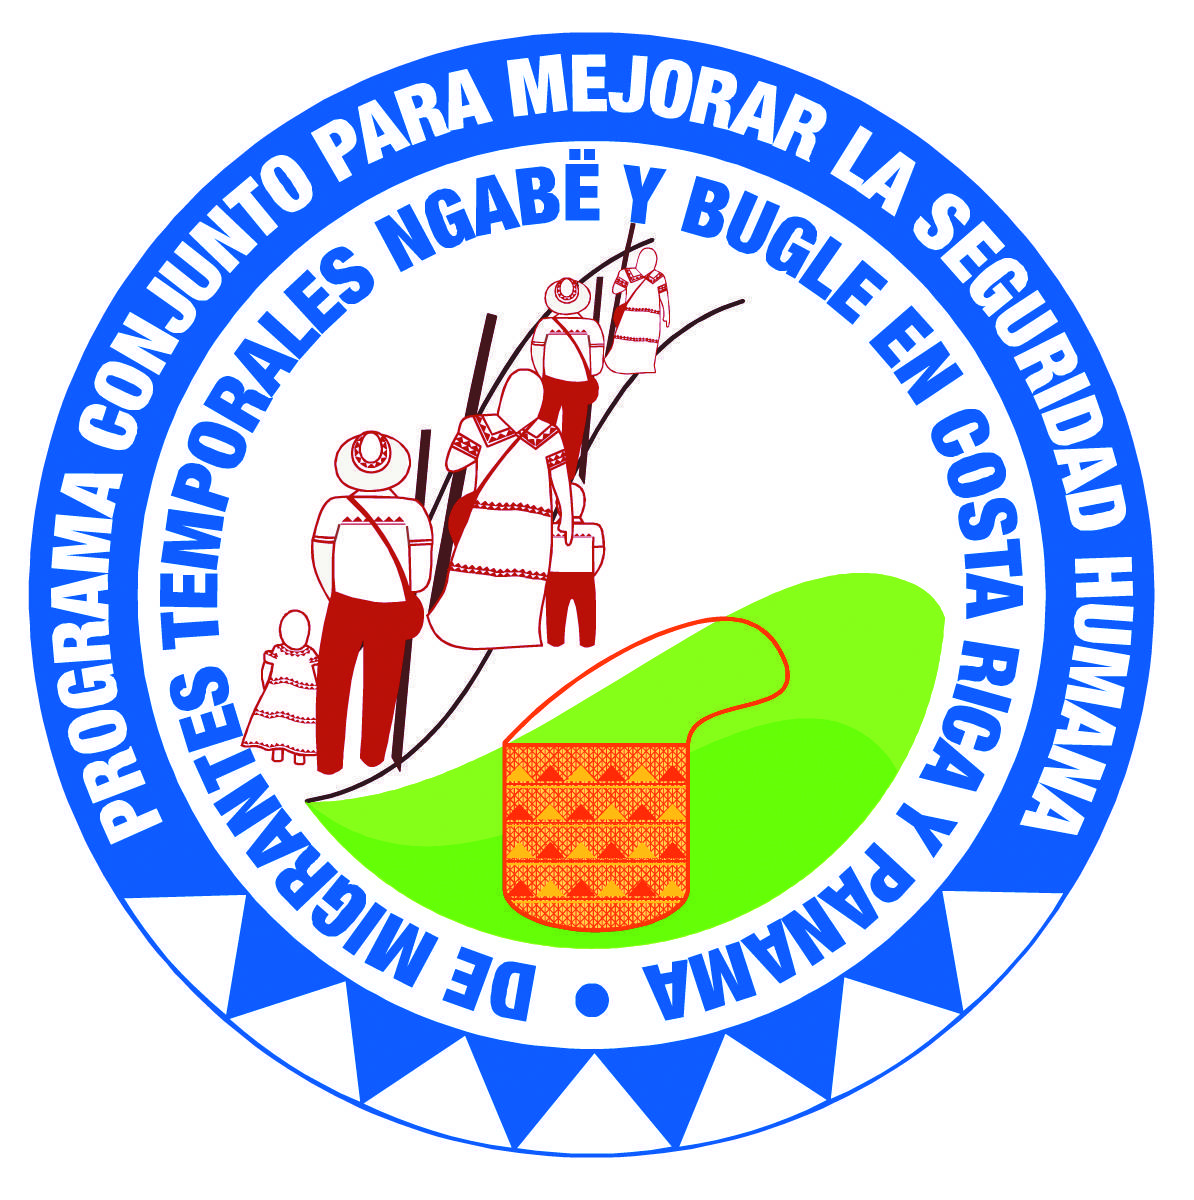 PROGRAMA CONJUNTO PARA MEJORAR LA SEGURIDAD HUMANA
DE MIGRANTES TEMPORALES NGABË Y BUGLE EN COSTA RICA Y PANAMA •